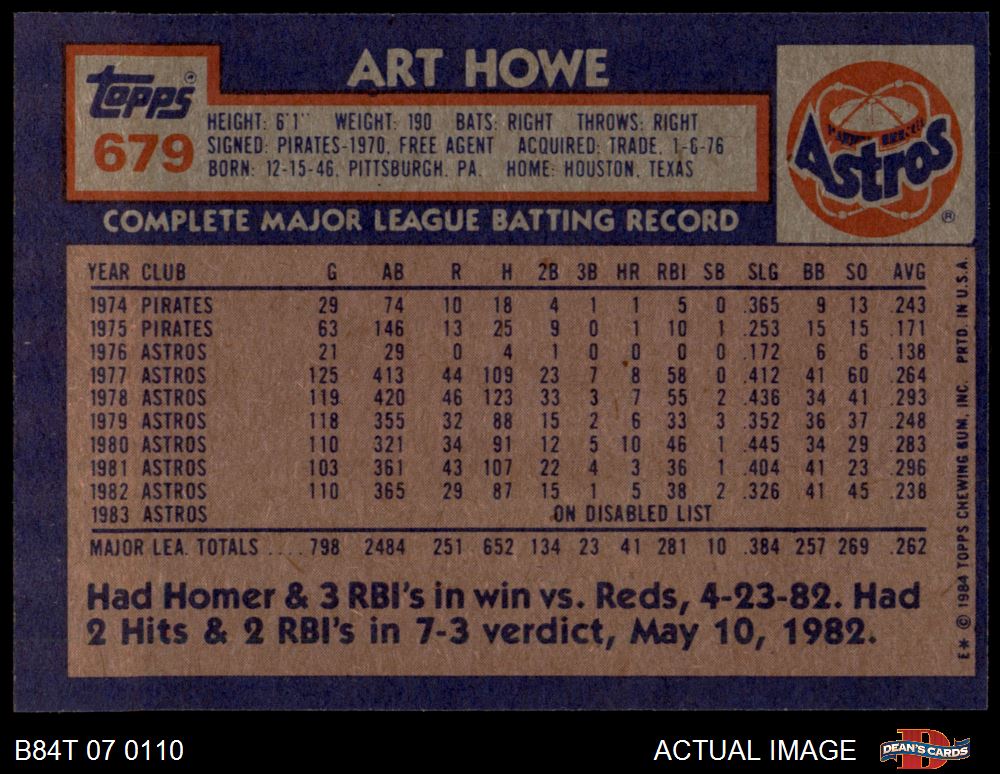 ART HOWE
Topps ®
679
HEIGHT: 6'1" WEIGHT: 190 BATS: RIGHT THROWS: RIGHT
SIGNED: PIRATES-1970, FREE AGENT ACQUIRED: TRADE, 1-6-76
BORN: 12-15-46, PITTSBURGH, PA. HOME: HOUSTON, TEXAS
Astros
®
COMPLETE MAJOR LEAGUE BATTING RECORD
YEAR CLUB G AB R H 2B 3B HR RBI SB SLG BB SO AVG
1974 PIRATES 29 74 10 18 4 1 1 5 0 .365 9 13 .243
1975 PIRATES 63 146 13 25 9 0 1 10 1 .253 15 15 .171
1976 ASTROS 21 29 0 4 1 0 0 0 0 .172 6 6 .138
1977 ASTROS 125 413 44 109 23 7 8 58 0 .412 41 60 .264
1978 ASTROS 119 420 46 123 33 3 7 55 2 .436 34 41 .293
1979 ASTROS 118 355 32 88 15 2 6 33 3 .352 36 37 .248
1980 ASTROS 110 321 34 91 12 5 10 46 1 .445 34 29 .283
1981 ASTROS 103 361 43 107 22 4 3 36 1 .404 41 23 .296
1982 ASTROS 110 365 29 87 15 1 5 38 2 .326 41 45 .238
1983 ASTROS ON DISABLED LIST
MAJOR LEA. TOTALS .... 798 2484 251 652 134 23 41 281 10 .384 257 269 .262
Had Homer & 3 RBI's in win vs. Reds, 4-23-82. Had
2 Hits & 2 RBI's in 7-3 verdict, May 10, 1982.
E* © 1984 TOPPS CHEWING GUM, INC. PRTD. IN U.S.A.
B84T 07 0110
ACTUAL IMAGE
DEAN'S CARDS